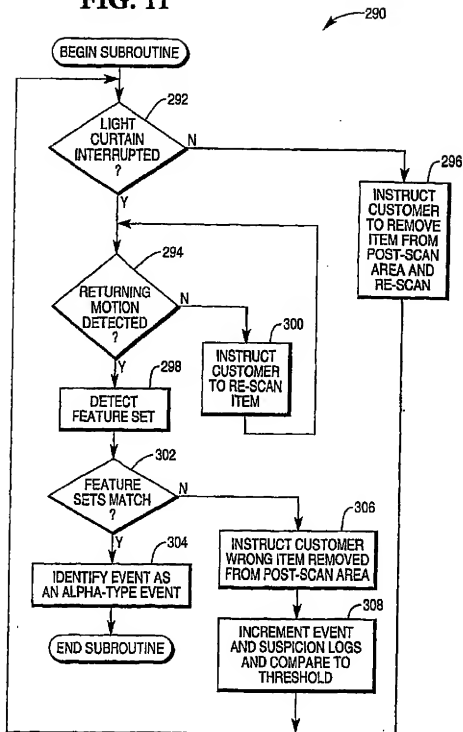 FIG. 11
290
BEGIN SUBROUTINE
292
LIGHT
CURTAIN
INTERRUPTED
?
N
Y
296
INSTRUCT
CUSTOMER
TO REMOVE
ITEM FROM
POST-SCAN
AREA AND
RE-SCAN
294
RETURNING
MOTION
DETECTED
?
N
Y
300
INSTRUCT
CUSTOMER
TO RE-SCAN
ITEM
298
DETECT
FEATURE SET
302
FEATURE
SETS MATCH
?
N
Y
304
IDENTIFY EVENT AS
AN ALPHA-TYPE EVENT
END SUBROUTINE
306
INSTRUCT CUSTOMER
WRONG ITEM REMOVED
FROM POST-SCAN AREA
308
INCREMENT EVENT
AND SUSPICION LOGS
AND COMPARE TO
THRESHOLD